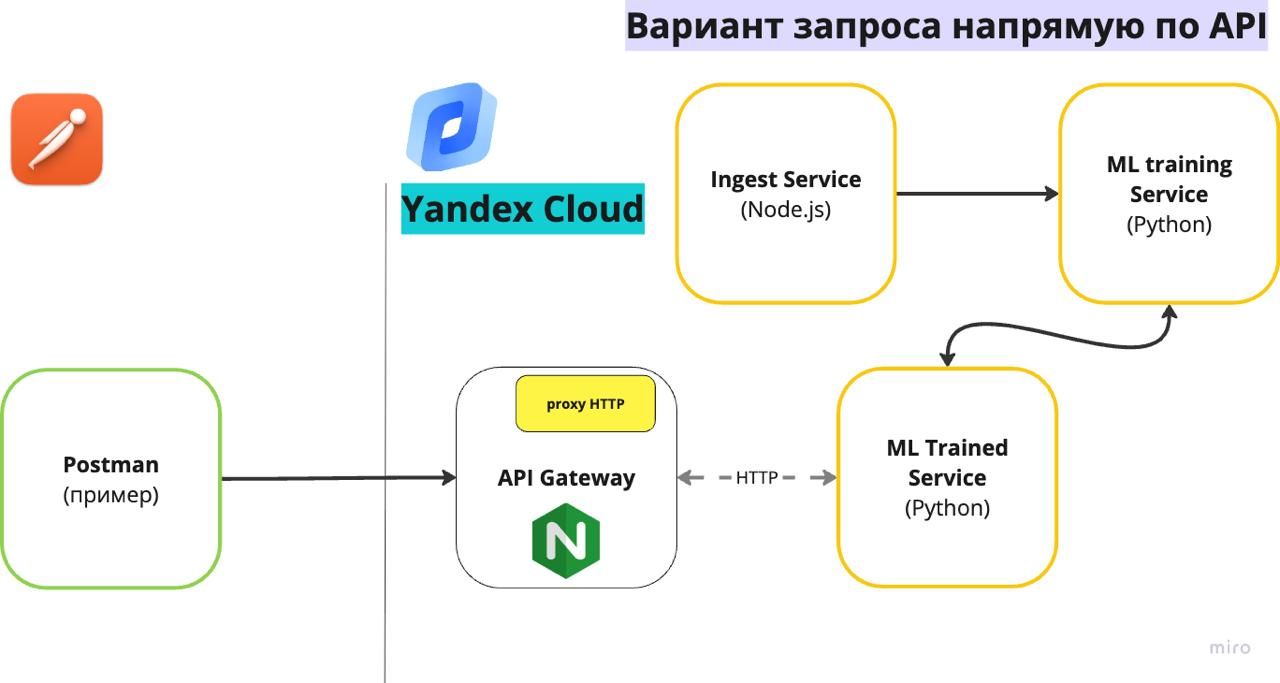 Вариант запроса напрямую по API
Yandex Cloud
Ingest Service
(Node.js)
ML training
Service
(Python)
Postman
(пример)
proxy HTTP
API Gateway
N
HTTP
ML Trained
Service
(Python)
miro